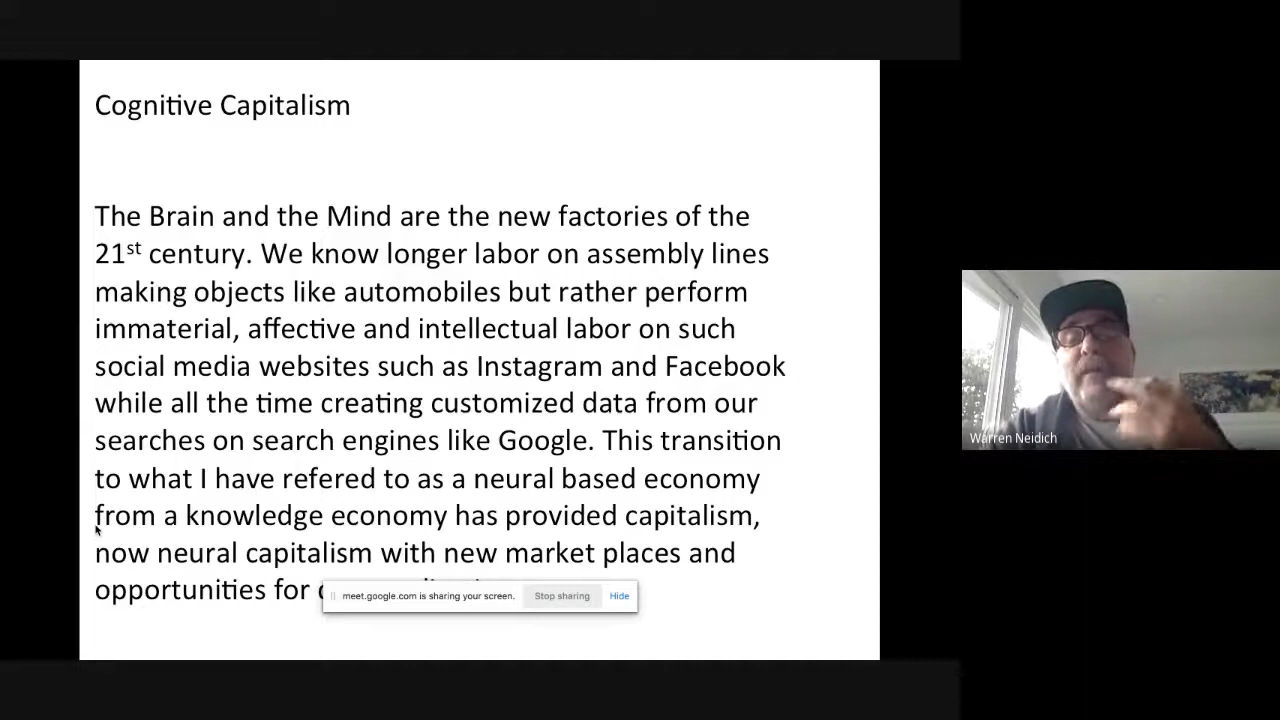 Cognitive Capitalism
The Brain and the Mind are the new factories of the
21st century. We know longer labor on assembly lines
making objects like automobiles but rather perform
immaterial, affective and intellectual labor on such
social media websites such as Instagram and Facebook
while all the time creating customized data from our
searches on search engines like Google. This transition
to what I have refered to as a neural based economy
from a knowledge economy has provided capitalism,
now neural capitalism with new market places and
opportunities for
meet.google.com is sharing your screen. Stop sharing Hide
Warren Neidich